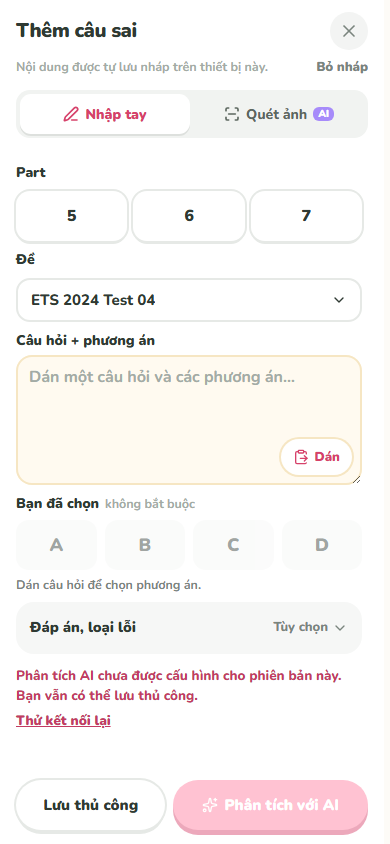 Thêm câu sai
Nội dung được tự lưu nháp trên thiết bị này. Bỏ nháp
Nhập tay Quét ảnh AI
Part
5 6 7
Đề
ETS 2024 Test 04
Câu hỏi + phương án
Dán một câu hỏi và các phương án...
Dán
Bạn đã chọn không bắt buộc
A B C D
Dán câu hỏi để chọn phương án.
Đáp án, loại lỗi Tùy chọn
Phân tích AI chưa được cấu hình cho phiên bản này.
Bạn vẫn có thể lưu thủ công.
Thử kết nối lại
Lưu thủ công Phân tích với AI